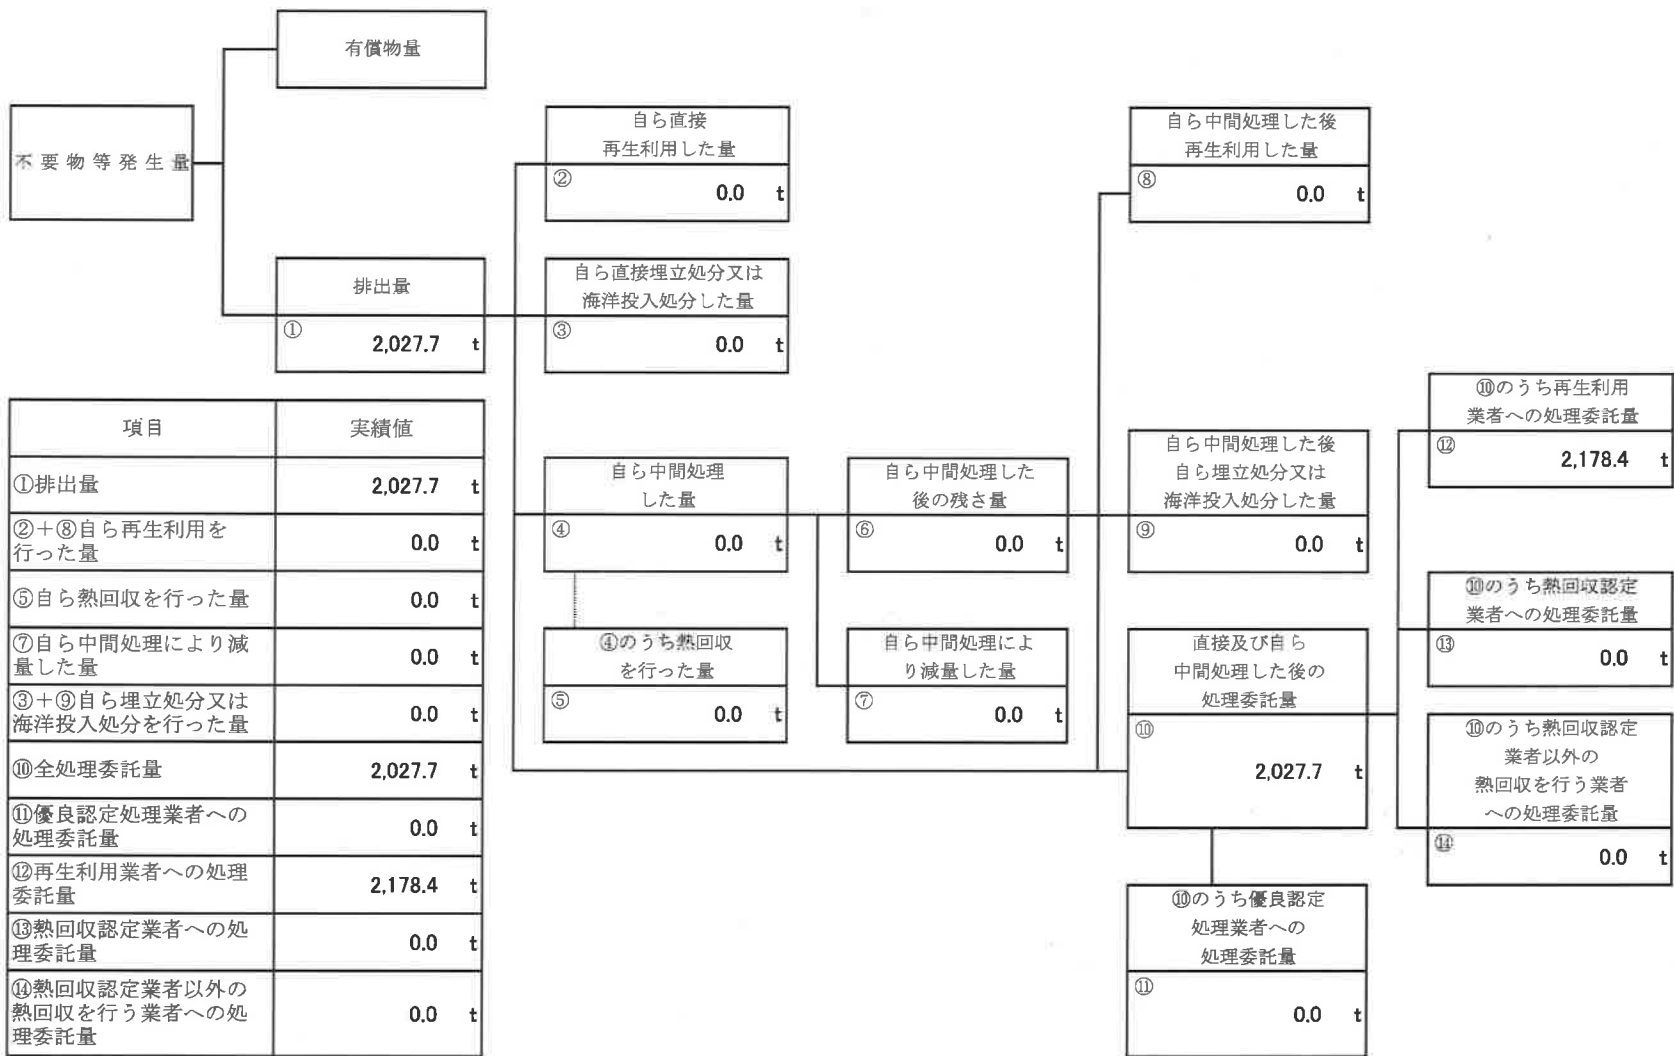 有償物量
不要物等発生量
排出量
①
2,027.7 t
自ら直接
再生利用した量
②
0.0 t
自ら直接埋立処分又は
海洋投入処分した量
③
0.0 t
自ら中間処理
した量
④
0.0 t
④のうち熱回収
を行った量
⑤
0.0 t
自ら中間処理した
後の残さ量
⑥
0.0 t
自ら中間処理によ
り減量した量
⑦
0.0 t
自ら中間処理した後
再生利用した量
⑧
0.0 t
自ら中間処理した後
自ら埋立処分又は
海洋投入処分した量
⑨
0.0 t
直接及び自ら
中間処理した後の
処理委託量
⑩
2,027.7 t
⑩のうち優良認定
処理業者への
処理委託量
⑪
0.0 t
⑩のうち再生利用
業者への処理委託量
⑫
2,178.4 t
⑩のうち熱回収認定
業者への処理委託量
⑬
0.0 t
⑩のうち熱回収認定
業者以外の
熱回収を行う業者
への処理委託量
⑭
0.0 t
項目 実績値
①排出量 2,027.7 t
②+⑧自ら再生利用を
行った量 0.0 t
⑤自ら熱回収を行った量 0.0 t
⑦自ら中間処理により減
量した量 0.0 t
③+⑨自ら埋立処分又は
海洋投入処分を行った量 0.0 t
⑩全処理委託量 2,027.7 t
⑪優良認定処理業者への
処理委託量 0.0 t
⑫再生利用業者への処理
委託量 2,178.4 t
⑬熱回収認定業者への処
理委託量 0.0 t
⑭熱回収認定業者以外の
熱回収を行う業者への処
理委託量 0.0 t